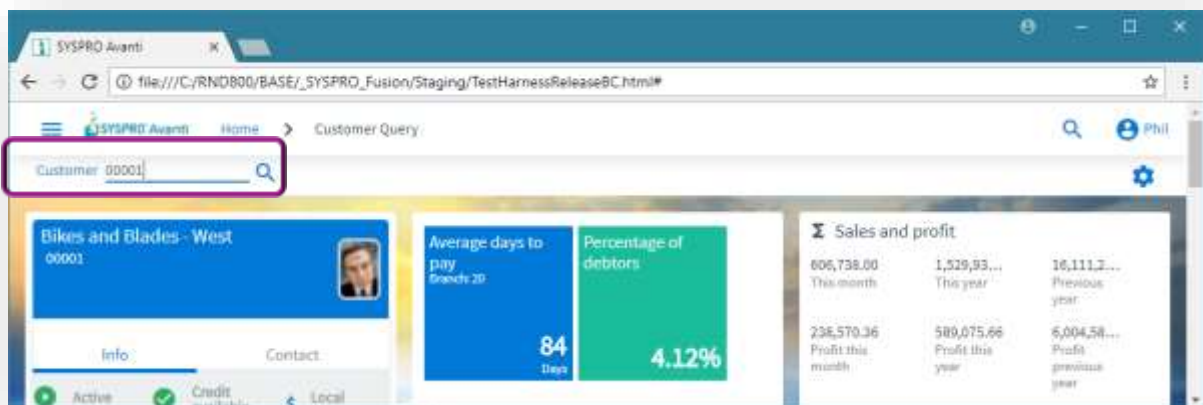 SYSPRO Avanti
file:///C:/RND800/BASE/_SYSPRO_Fusion/Staging/TestHarnessReleaseBC.html#
SYSPRO Avanti Home > Customer Query Phil
Customer 00001
Bikes and Blades - West
00001
Info Contact
Active Credit available $ Local
Average days to pay
Branch: 20
84
Days
Percentage of debtors
4.12%
Σ Sales and profit
606,738.00 1,529,93... 16,111,2...
This month This year Previous year
236,570.36 589,075.66 6,004,58...
Profit this month Profit this year Profit previous year